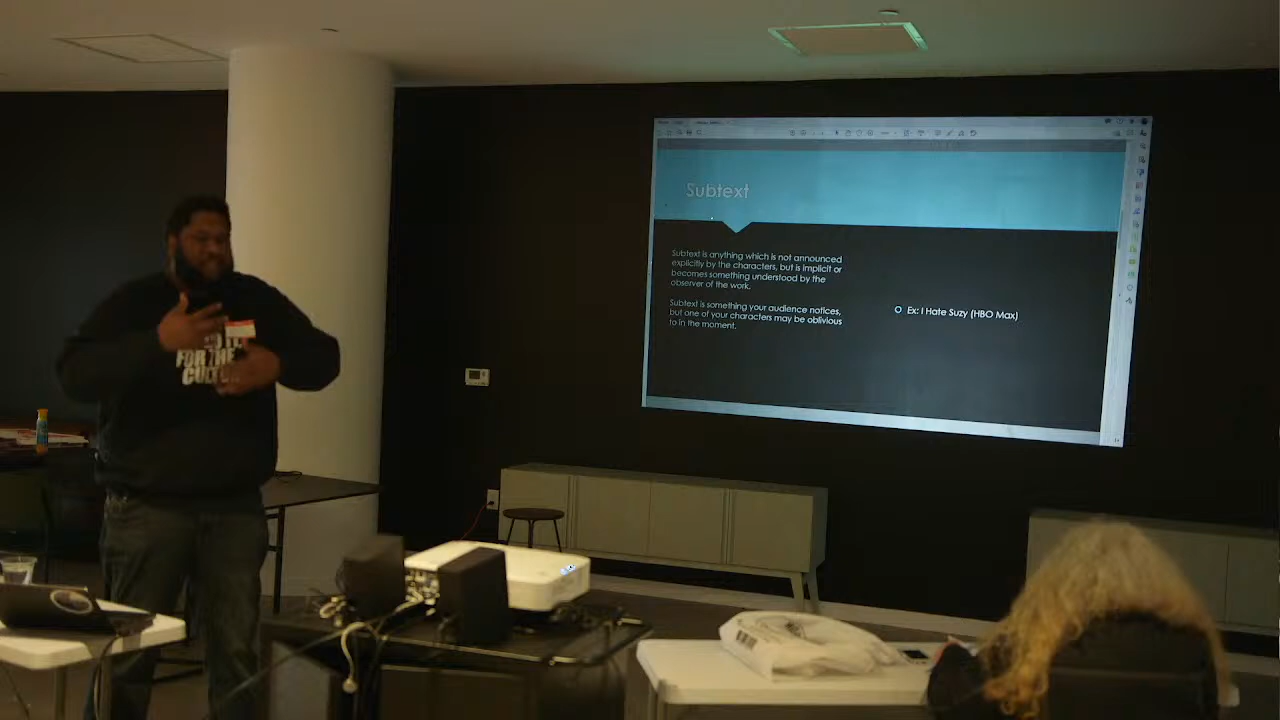 Subtext
Subtext is anything which is not announced
explicitly by the characters, but is implicit or
becomes something understood by the
observer of the work.
Subtext is something your audience notices,
but one of your characters may be oblivious
to in the moment.
Ex: I Hate Suzy (HBO Max)
FOR THE